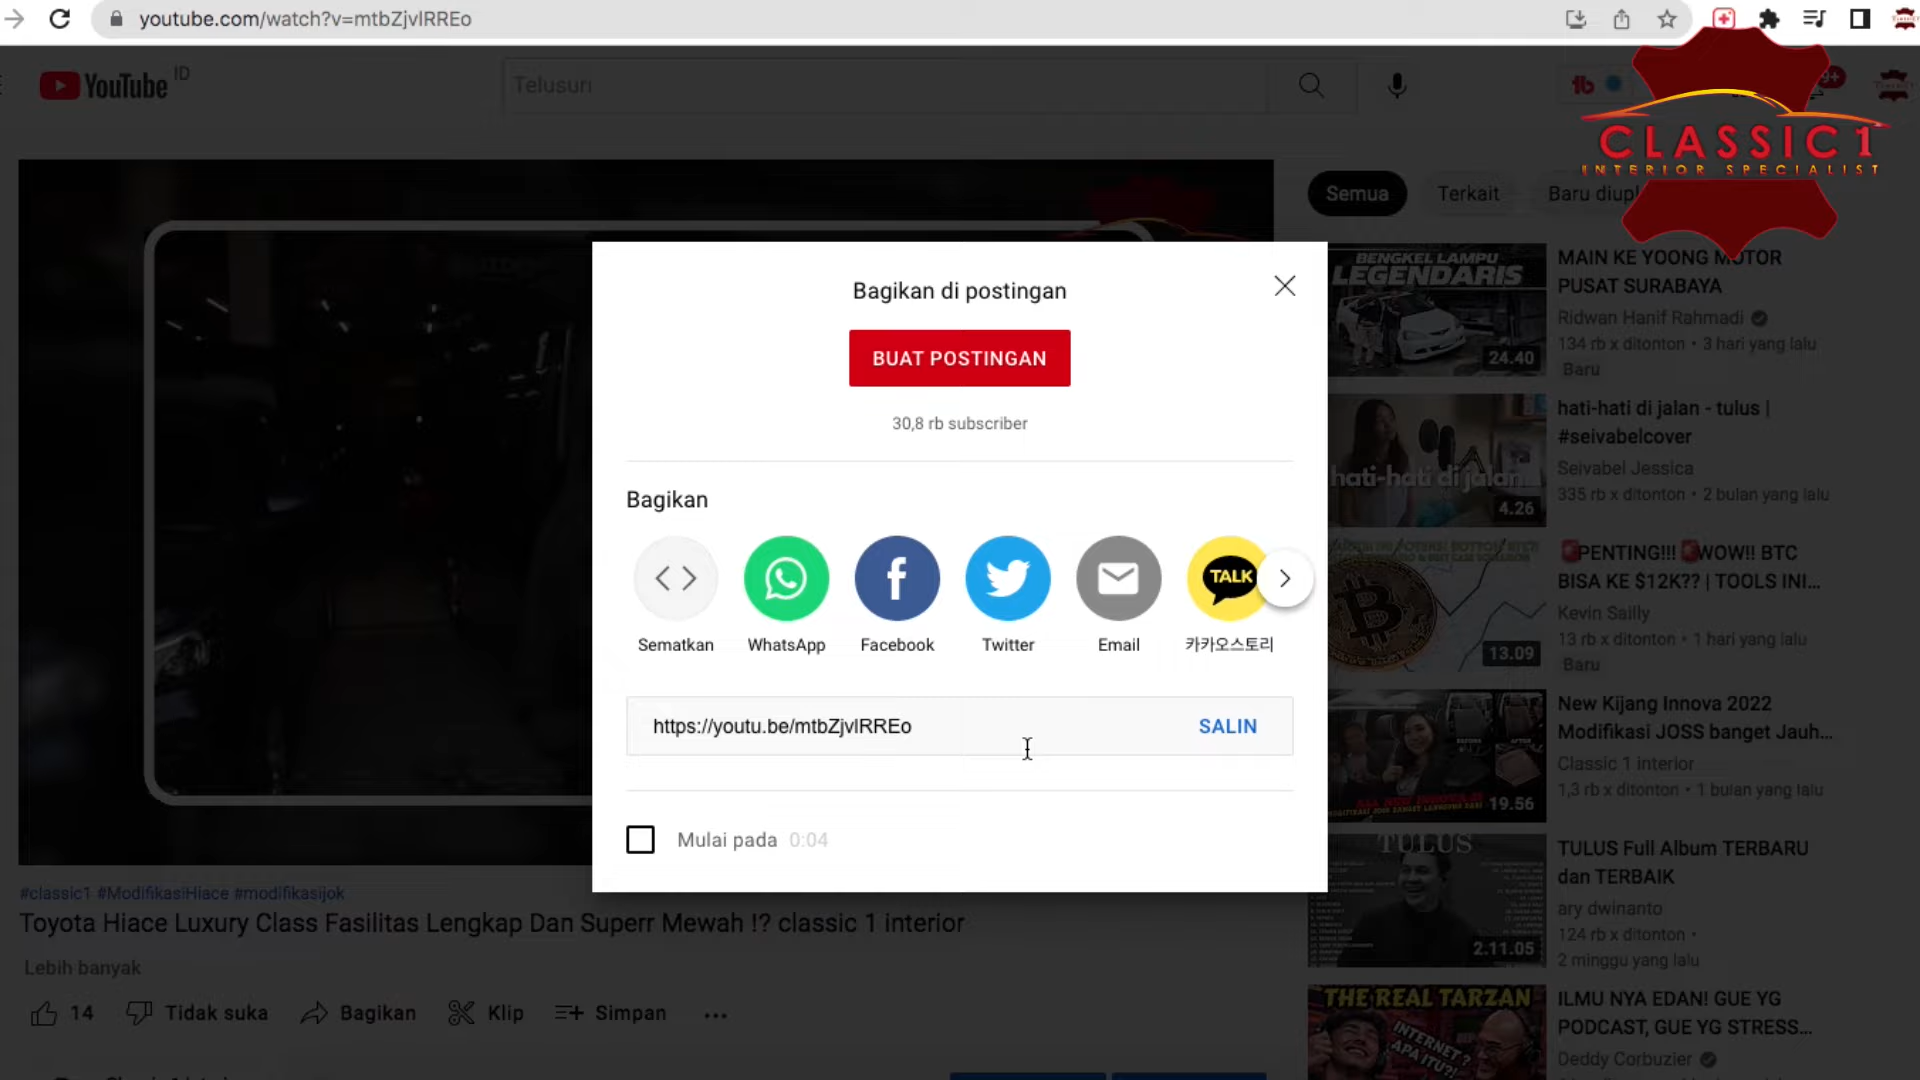 youtube.com/watch?v=mtbZjvlRREo
YouTube ID
Telusuri
9+
CLASSIC1
INTERIOR SPECIALIST
Semua
Terkait
Baru diupl
Bagikan di postingan
BUAT POSTINGAN
30,8 rb subscriber
Bagikan
Sematkan
WhatsApp
Facebook
Twitter
Email
TALK
카카오스토리
https://youtu.be/mtbZjvlRREo
SALIN
Mulai pada 0:04
#classic1 #ModifikasiHiace #modifikasijok
Toyota Hiace Luxury Class Fasilitas Lengkap Dan Superr Mewah !? classic 1 interior
Lebih banyak
14
Tidak suka
Bagikan
Klip
Simpan
BENGKEL LAMPU
LEGENDARIS
24.40
MAIN KE YOONG MOTOR
PUSAT SURABAYA
Ridwan Hanif Rahmadi
134 rb x ditonton • 3 hari yang lalu
Baru
hati-hati di jalan
4.26
hati-hati di jalan - tulus |
#seivabelcover
Seivabel Jessica
335 rb x ditonton • 2 bulan yang lalu
13.09
PENTING!!! WOW!! BTC
BISA KE $12K?? | TOOLS INI...
Kevin Sailly
13 rb x ditonton • 1 hari yang lalu
Baru
19.56
New Kijang Innova 2022
Modifikasi JOSS banget Jauh...
Classic 1 interior
1,3 rb x ditonton • 1 bulan yang lalu
TULUS
2.11.05
TULUS Full Album TERBARU
dan TERBAIK
ary dwinanto
124 rb x ditonton •
2 minggu yang lalu
THE REAL TARZAN
INTERNET?
APA ITU?!
ILMU NYA EDAN! GUE YG
PODCAST, GUE YG STRESS...
Deddy Corbuzier